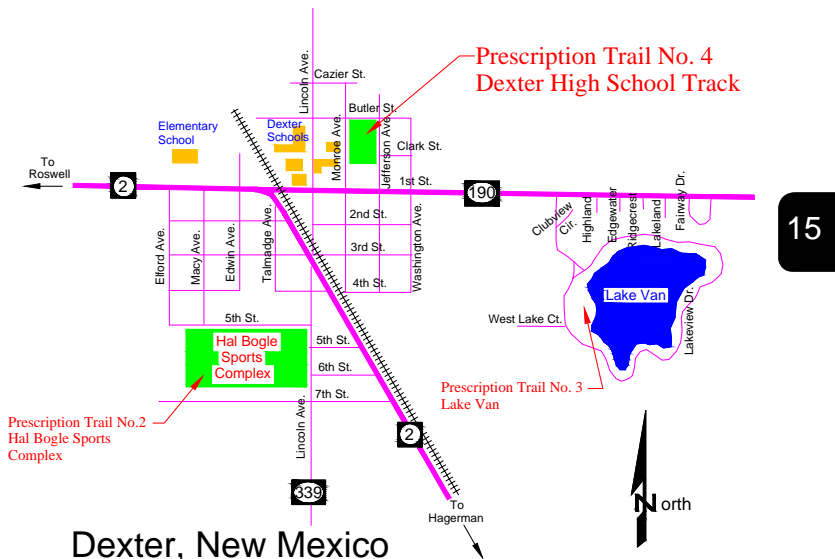 Prescription Trail No. 4
Dexter High School Track
Lincoln Ave.
Cazier St.
Butler St.
Elementary
School
Dexter
Schools
Monroe Ave.
Jefferson Ave.
Clark St.
To
Roswell
2
1st St.
190
15
Elford Ave.
Macy Ave.
Edwin Ave.
Talmadge Ave.
2nd St.
3rd St.
4th St.
Washington Ave.
Clubview
Cir.
Highland
Edgewater
Ridgecrest
Lakeland
Fairway Dr.
Lake Van
Lakeview Dr.
West Lake Ct.
5th St.
Hal Bogle
Sports
Complex
5th St.
6th St.
7th St.
Prescription Trail No. 3
Lake Van
Prescription Trail No.2
Hal Bogle Sports
Complex
Lincoln Ave.
2
339
To
Hagerman
North
Dexter, New Mexico